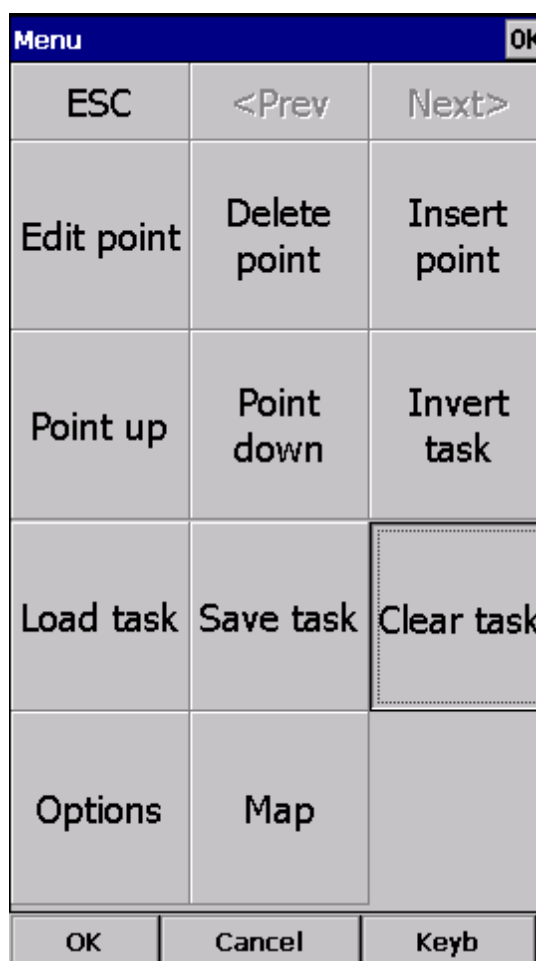 Menu OK
ESC <Prev Next>
Edit point Delete point Insert point
Point up Point down Invert task
Load task Save task Clear task
Options Map
OK Cancel Keyb